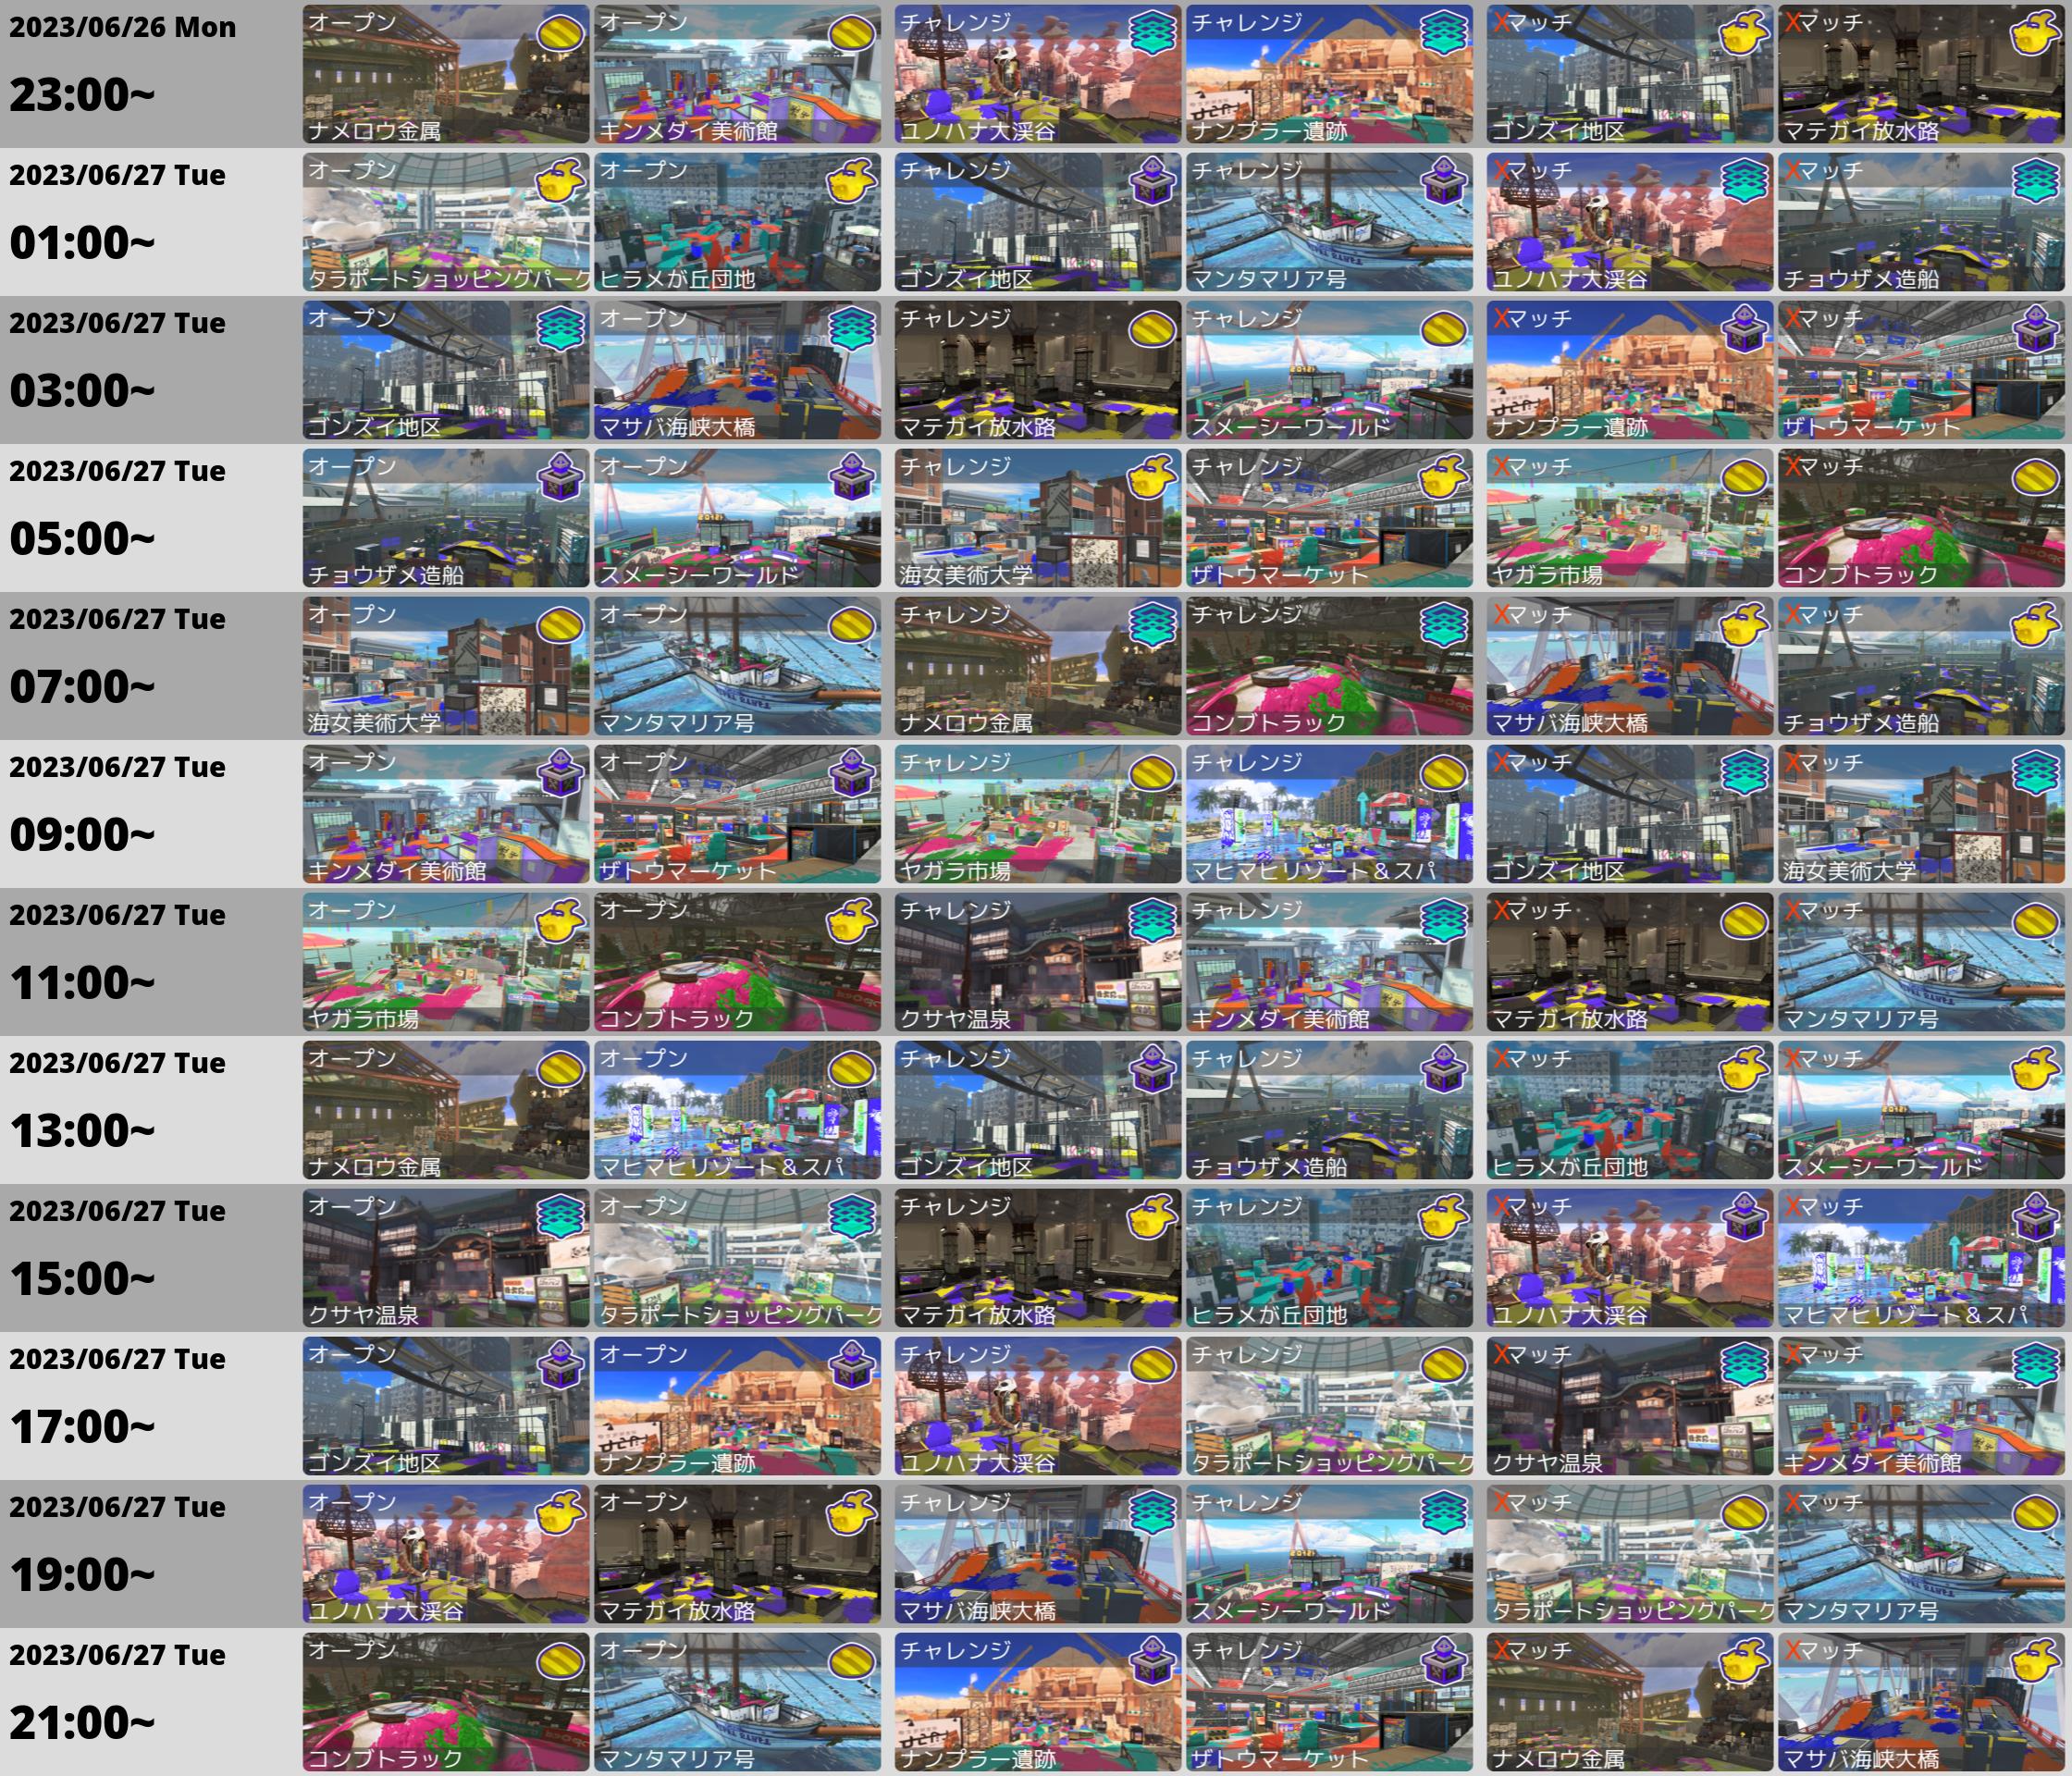 2023/06/26 Mon
23:00~
オープン オープン チャレンジ チャレンジ Xマッチ Xマッチ
ナメロウ金属 キンメダイ美術館 ユノハナ大渓谷 ナンプラー遺跡 ゴンズイ地区 マテガイ放水路
2023/06/27 Tue
01:00~
オープン オープン チャレンジ チャレンジ Xマッチ Xマッチ
タラポートショッピングパーク ヒラメが丘団地 ゴンズイ地区 マンタマリア号 ユノハナ大渓谷 チョウザメ造船
2023/06/27 Tue
03:00~
オープン オープン チャレンジ チャレンジ Xマッチ Xマッチ
ゴンズイ地区 マサバ海峡大橋 マテガイ放水路 スメーシーワールド ナンプラー遺跡 ザトウマーケット
2023/06/27 Tue
05:00~
オープン オープン チャレンジ チャレンジ Xマッチ Xマッチ
チョウザメ造船 スメーシーワールド 海女美術大学 ザトウマーケット ヤガラ市場 コンブトラック
2023/06/27 Tue
07:00~
オープン オープン チャレンジ チャレンジ Xマッチ Xマッチ
海女美術大学 マンタマリア号 ナメロウ金属 コンブトラック マサバ海峡大橋 チョウザメ造船
2023/06/27 Tue
09:00~
オープン オープン チャレンジ チャレンジ Xマッチ Xマッチ
キンメダイ美術館 ザトウマーケット ヤガラ市場 マヒマヒリゾート&スパ ゴンズイ地区 海女美術大学
2023/06/27 Tue
11:00~
オープン オープン チャレンジ チャレンジ Xマッチ Xマッチ
ヤガラ市場 コンブトラック クサヤ温泉 キンメダイ美術館 マテガイ放水路 マンタマリア号
2023/06/27 Tue
13:00~
オープン オープン チャレンジ チャレンジ Xマッチ Xマッチ
ナメロウ金属 マヒマヒリゾート&スパ ゴンズイ地区 チョウザメ造船 ヒラメが丘団地 スメーシーワールド
2023/06/27 Tue
15:00~
オープン オープン チャレンジ チャレンジ Xマッチ Xマッチ
クサヤ温泉 タラポートショッピングパーク マテガイ放水路 ヒラメが丘団地 ユノハナ大渓谷 マヒマヒリゾート&スパ
2023/06/27 Tue
17:00~
オープン オープン チャレンジ チャレンジ Xマッチ Xマッチ
ゴンズイ地区 ナンプラー遺跡 ユノハナ大渓谷 タラポートショッピングパーク クサヤ温泉 キンメダイ美術館
2023/06/27 Tue
19:00~
オープン オープン チャレンジ チャレンジ Xマッチ Xマッチ
ユノハナ大渓谷 マテガイ放水路 マサバ海峡大橋 スメーシーワールド タラポートショッピングパーク マンタマリア号
2023/06/27 Tue
21:00~
オープン オープン チャレンジ チャレンジ Xマッチ Xマッチ
コンブトラック マンタマリア号 ナンプラー遺跡 ザトウマーケット ナメロウ金属 マサバ海峡大橋